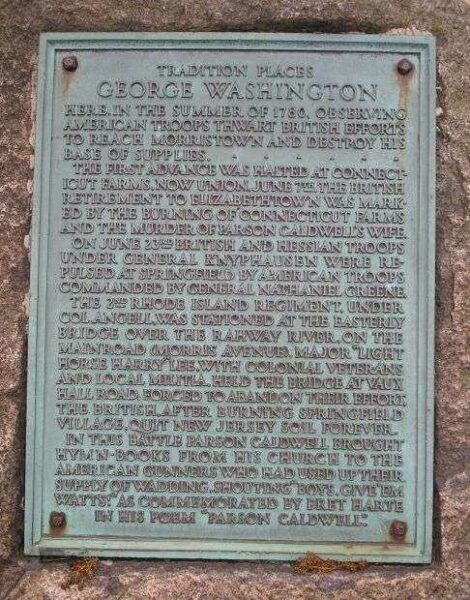 TRADITION PLACES
GEORGE WASHINGTON
HERE, IN THE SUMMER OF 1780, OBSERVING
AMERICAN TROOPS THWART BRITISH EFFORTS
TO REACH MORRISTOWN AND DESTROY HIS
BASE OF SUPPLIES. . . . . . . .
THE FIRST ADVANCE WAS HALTED AT CONNECT-
ICUT FARMS, NOW UNION, JUNE 7TH. THE BRITISH
RETIREMENT TO ELIZABETHTOWN WAS MARK-
ED BY THE BURNING OF CONNECTICUT FARMS
AND THE MURDER OF PARSON CALDWELL'S WIFE.
ON JUNE 23RD BRITISH AND HESSIAN TROOPS
UNDER GENERAL KNYPHAUSEN WERE RE-
PULSED AT SPRINGFIELD BY AMERICAN TROOPS
COMMANDED BY GENERAL NATHANIEL GREENE.
THE 2ND RHODE ISLAND REGIMENT, UNDER
COL. ANGELL, WAS STATIONED AT THE EASTERLY
BRIDGE OVER THE RAHWAY RIVER, ON THE
MAIN ROAD (MORRIS AVENUE). MAJOR "LIGHT
HORSE HARRY" LEE, WITH COLONIAL VETERANS
AND LOCAL MILITIA, HELD THE BRIDGE AT VAUX
HALL ROAD. FORCED TO ABANDON THEIR EFFORT,
THE BRITISH, AFTER BURNING SPRINGFIELD
VILLAGE, QUIT NEW JERSEY SOIL FOREVER.
IN THIS BATTLE PARSON CALDWELL BROUGHT
HYMN-BOOKS FROM HIS CHURCH TO THE
AMERICAN GUNNERS WHO HAD USED UP THEIR
SUPPLY OF WADDING, SHOUTING "BOYS, GIVE 'EM
WATTS!" AS COMMEMORATED BY BRET HARTE
IN HIS POEM "PARSON CALDWELL".